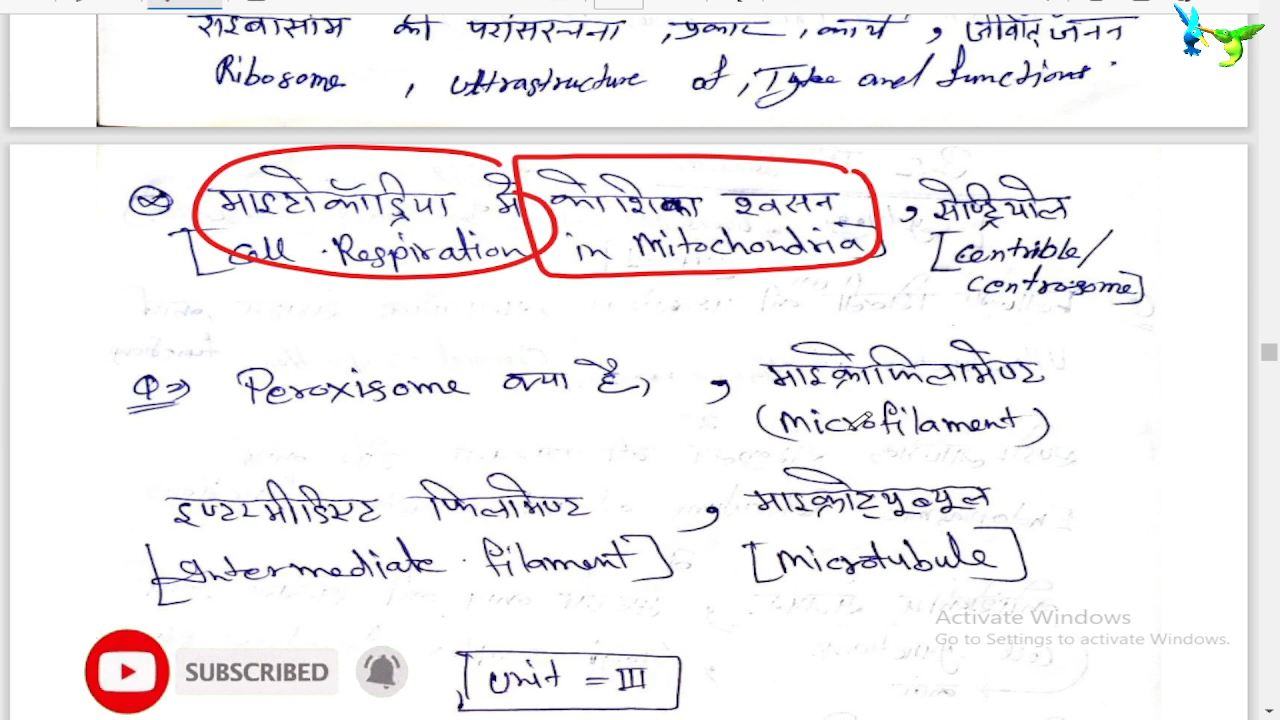 राइबोसोम की परासंरचना , प्रकार , कार्य , जीवात् जनन
Ribosome , ultrastructure of , Type and functions
माइटोकॉड्रिया में कोशिका श्वसन , सेण्ट्रियोल
[Cell Respiration in Mitochondria] [Centrible/
Centrosome]
Q ⇒ Peroxisome क्या है, , माइक्रोफिलामेण्ट
(Microfilament)
इण्टरमीडिएट फिलामेण्ट , माइक्रोट्यूब्यूल
[Intermediate filament] [Microtubule]
Activate Windows
Go to Settings to activate Windows.
SUBSCRIBED
Unit = III